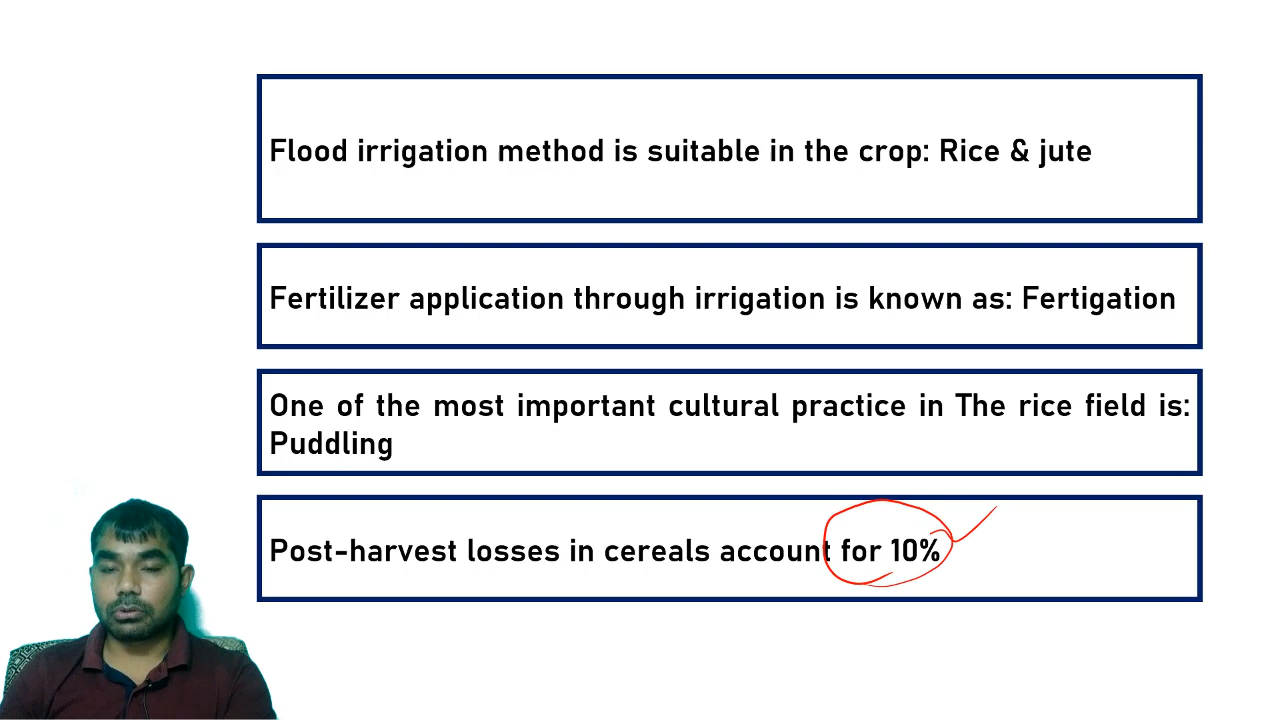 Flood irrigation method is suitable in the crop: Rice & jute
Fertilizer application through irrigation is known as: Fertigation
One of the most important cultural practice in The rice field is:
Puddling
Post-harvest losses in cereals account for 10%